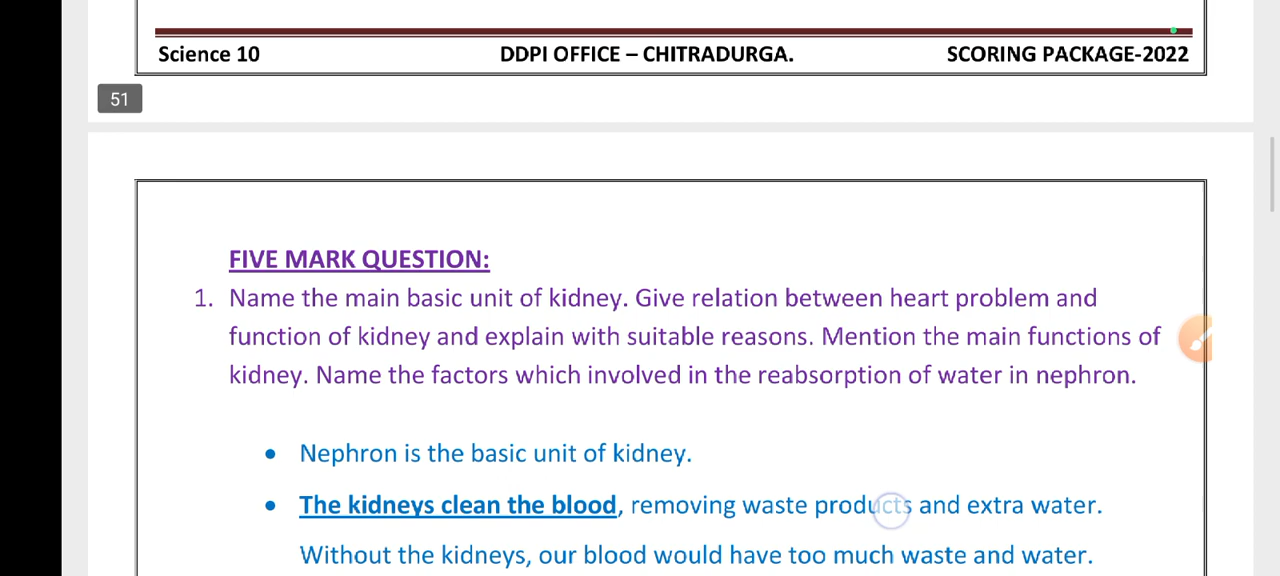 Science 10 DDPI OFFICE – CHITRADURGA. SCORING PACKAGE-2022
51
FIVE MARK QUESTION:
1. Name the main basic unit of kidney. Give relation between heart problem and
function of kidney and explain with suitable reasons. Mention the main functions of
kidney. Name the factors which involved in the reabsorption of water in nephron.
• Nephron is the basic unit of kidney.
• The kidneys clean the blood, removing waste products and extra water.
Without the kidneys, our blood would have too much waste and water.